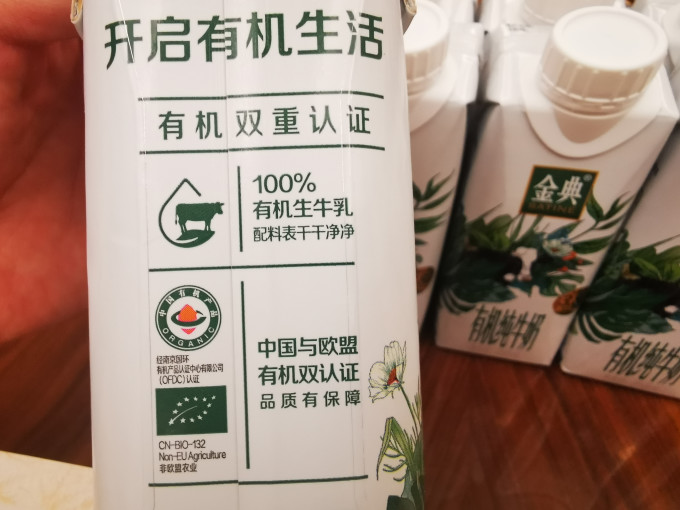 开启有机生活
有机 双重认证
100%
有机生牛乳
配料表干干净净
中国有机产品
ORGANIC
经南京国环
有机产品认证中心有限公司
(OFDC)认证
中国与欧盟
有机双认证
品质有保障
CN-BIO-132
Non-EU Agriculture
非欧盟农业
金典
有机纯牛奶
有机纯牛奶